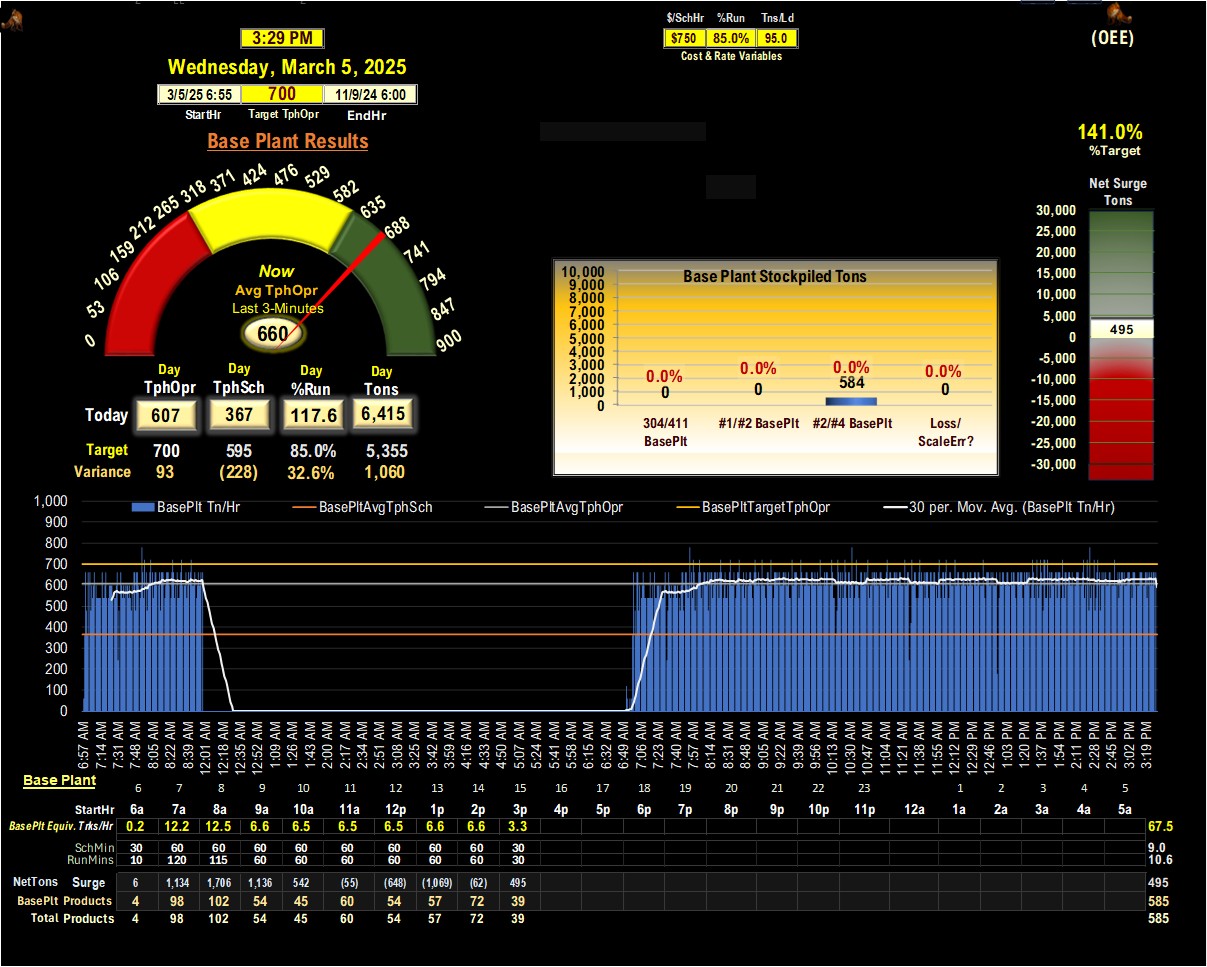 $/SchHr %Run Tns/Ld
3:29 PM
$750 85.0% 95.0
(OEE)
Cost & Rate Variables
Wednesday, March 5, 2025
3/5/25 6:55 700 11/9/24 6:00
StartHr Target TphOpr EndHr
Base Plant Results
141.0%
%Target
Net Surge
Tons
30,000
25,000
20,000
15,000
10,000
5,000
0
-5,000
-10,000
-15,000
-20,000
-25,000
-30,000
495
0 53 106 159 212 265 318 371 424 476 529 582 635 688 741 794 847 900
Now
Avg TphOpr
Last 3-Minutes
660
Day Day Day Day
TphOpr TphSch %Run Tons
Today 607 367 117.6 6,415
Target 700 595 85.0% 5,355
Variance 93 (228) 32.6% 1,060
Base Plant Stockpiled Tons
10,000
9,000
8,000
7,000
6,000
5,000
4,000
3,000
2,000
1,000
0
0.0% 0.0% 0.0% 0.0%
0 0 584 0
304/411 BasePlt
#1/#2 BasePlt
#2/#4 BasePlt
Loss/ ScaleErr?
BasePlt Tn/Hr BasePltAvgTphSch BasePltAvgTphOpr BasePltTargetTphOpr 30 per. Mov. Avg. (BasePlt Tn/Hr)
1,000
900
800
700
600
500
400
300
200
100
0
6:57 AM 7:14 AM 7:31 AM 7:48 AM 8:05 AM 8:22 AM 8:39 AM 12:01 AM 12:18 AM 12:35 AM 12:52 AM 1:09 AM 1:26 AM 1:43 AM 2:00 AM 2:17 AM 2:34 AM 2:51 AM 3:08 AM 3:25 AM 3:42 AM 3:59 AM 4:16 AM 4:33 AM 4:50 AM 5:07 AM 5:24 AM 5:41 AM 5:58 AM 6:15 AM 6:32 AM 6:49 AM 7:06 AM 7:23 AM 7:40 AM 7:57 AM 8:14 AM 8:31 AM 8:48 AM 9:05 AM 9:22 AM 9:39 AM 9:56 AM 10:13 AM 10:30 AM 10:47 AM 11:04 AM 11:21 AM 11:38 AM 11:55 AM 12:12 PM 12:29 PM 12:46 PM 1:03 PM 1:20 PM 1:37 PM 1:54 PM 2:11 PM 2:28 PM 2:45 PM 3:02 PM 3:19 PM
Base Plant
6 7 8 9 10 11 12 13 14 15 16 17 18 19 20 21 22 23 1 2 3 4 5
StartHr 6a 7a 8a 9a 10a 11a 12p 1p 2p 3p 4p 5p 6p 7p 8p 9p 10p 11p 12a 1a 2a 3a 4a 5a
BasePlt Equiv. Trks/Hr 0.2 12.2 12.5 6.6 6.5 6.5 6.5 6.6 6.6 3.3 67.5
SchMin 30 60 60 60 60 60 60 60 60 30 9.0
RunMins 10 120 115 60 60 60 60 60 60 30 10.6
NetTons Surge 6 1,134 1,706 1,136 542 (55) (648) (1,069) (62) 495 495
BasePlt Products 4 98 102 54 45 60 54 57 72 39 585
Total Products 4 98 102 54 45 60 54 57 72 39 585